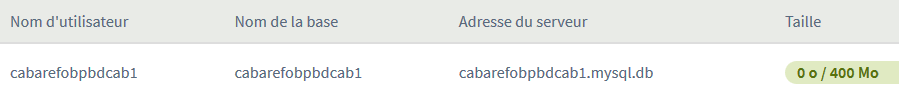 Nom d'utilisateur Nom de la base Adresse du serveur Taille
cabarefobpbdcab1 cabarefobpbdcab1 cabarefobpbdcab1.mysql.db 0 o / 400 Mo